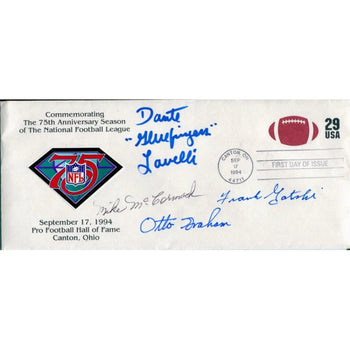 Commemorating
The 75th Anniversary Season
of The National Football League
Dante
"Gluefingers"
Lavelli
29
USA
CANTON, OH
SEP
17
1994
44711
FIRST DAY OF ISSUE
75
NFL
Mike McCormack
Frank Gatski
Otto Graham
September 17, 1994
Pro Football Hall of Fame
Canton, Ohio